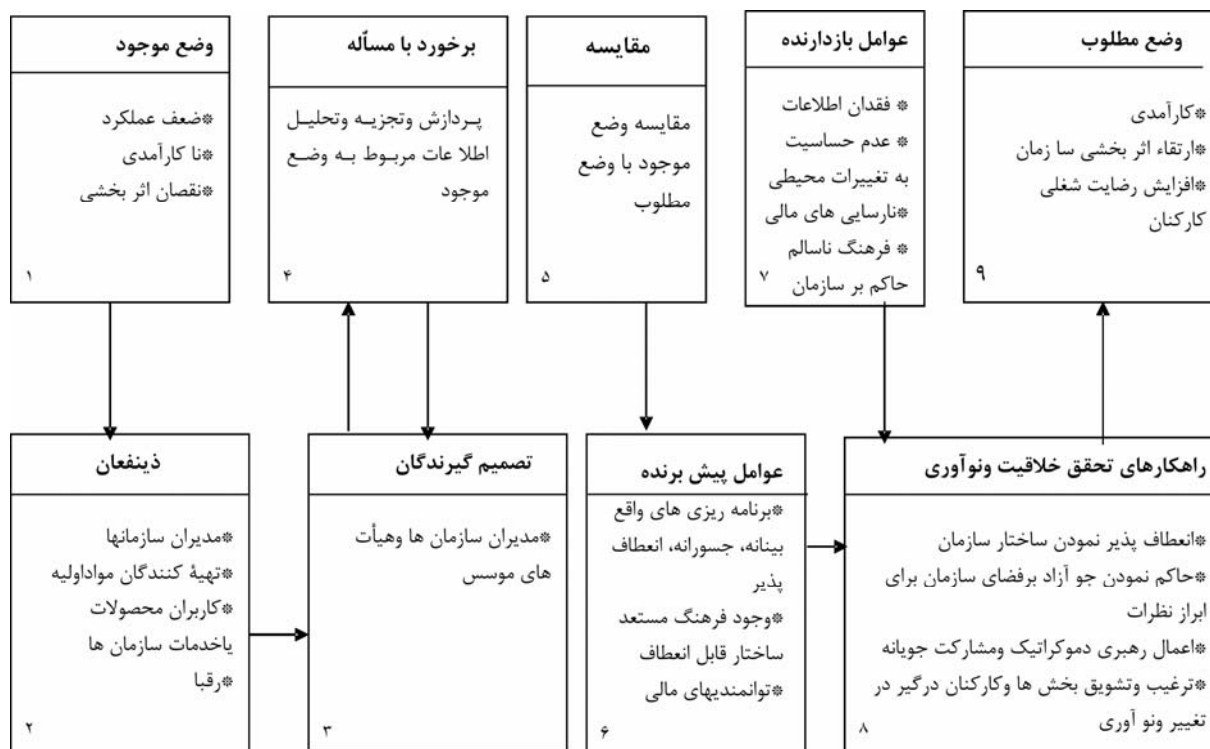 وضع موجود
*ضعف عملکرد
*نا کارآمدی
*نقصان اثر بخشی
۱
ذینفعان
*مدیران سازمانها
*تهیۀ کنندگان مواداولیه
*کاربران محصولات
یاخدمات سازمان ها
*رقبا
۲
تصمیم گیرندگان
*مدیران سازمان ها وهیأت
های موسس
۳
برخورد با مسأله
پـردازش وتجزیـه وتحلیـل
اطلا عات مربـوط بـه وضـع
موجود
۴
مقایسه
مقایسه وضع
موجود با وضع
مطلوب
۵
عوامل پیش برنده
*برنامه ریزی های واقع
بینانه، جسورانه، انعطاف
پذیر
*وجود فرهنگ مستعد
ساختار قابل انعطاف
*توانمندیهای مالی
۶
عوامل بازدارنده
* فقدان اطلاعات
* عدم حساسیت
به تغییرات محیطی
*نارسایی های مالی
* فرهنگ ناسالم
حاکم بر سازمان
۷
راهکارهای تحقق خلاقیت ونوآوری
*انعطاف پذیر نمودن ساختار سازمان
*حاکم نمودن جو آزاد برفضای سازمان برای
ابراز نظرات
*اعمال رهبری دموکراتیک ومشارکت جویانه
*ترغیب وتشویق بخش ها وکارکنان درگیر در
تغییر ونو آوری
۸
وضع مطلوب
*کارآمدی
*ارتقاء اثر بخشی سا زمان
*افزایش رضایت شغلی
کارکنان
۹